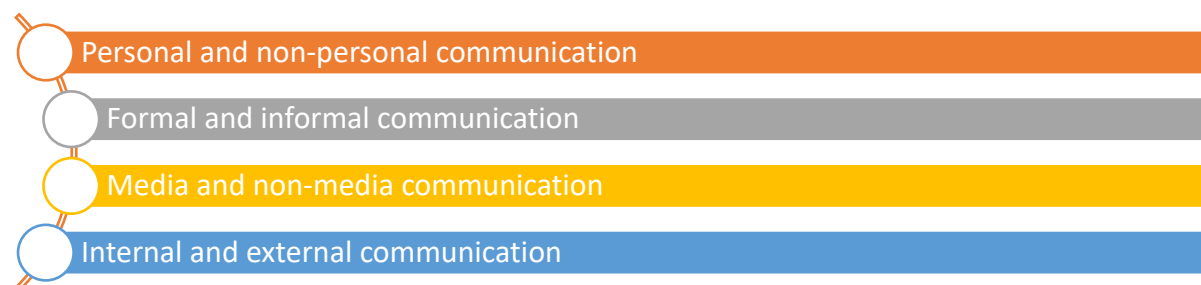 Personal and non-personal communication
Formal and informal communication
Media and non-media communication
Internal and external communication